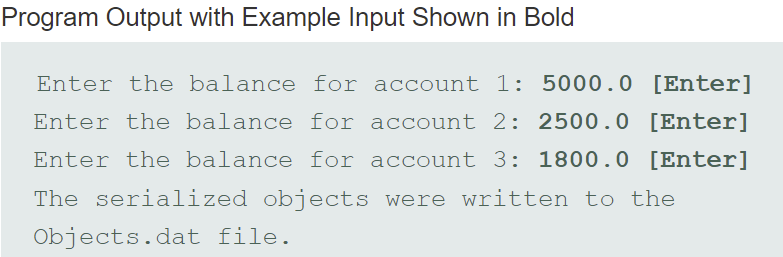 Program Output with Example Input Shown in Bold
Enter the balance for account 1: 5000.0 [Enter]
Enter the balance for account 2: 2500.0 [Enter]
Enter the balance for account 3: 1800.0 [Enter]
The serialized objects were written to the
Objects.dat file.